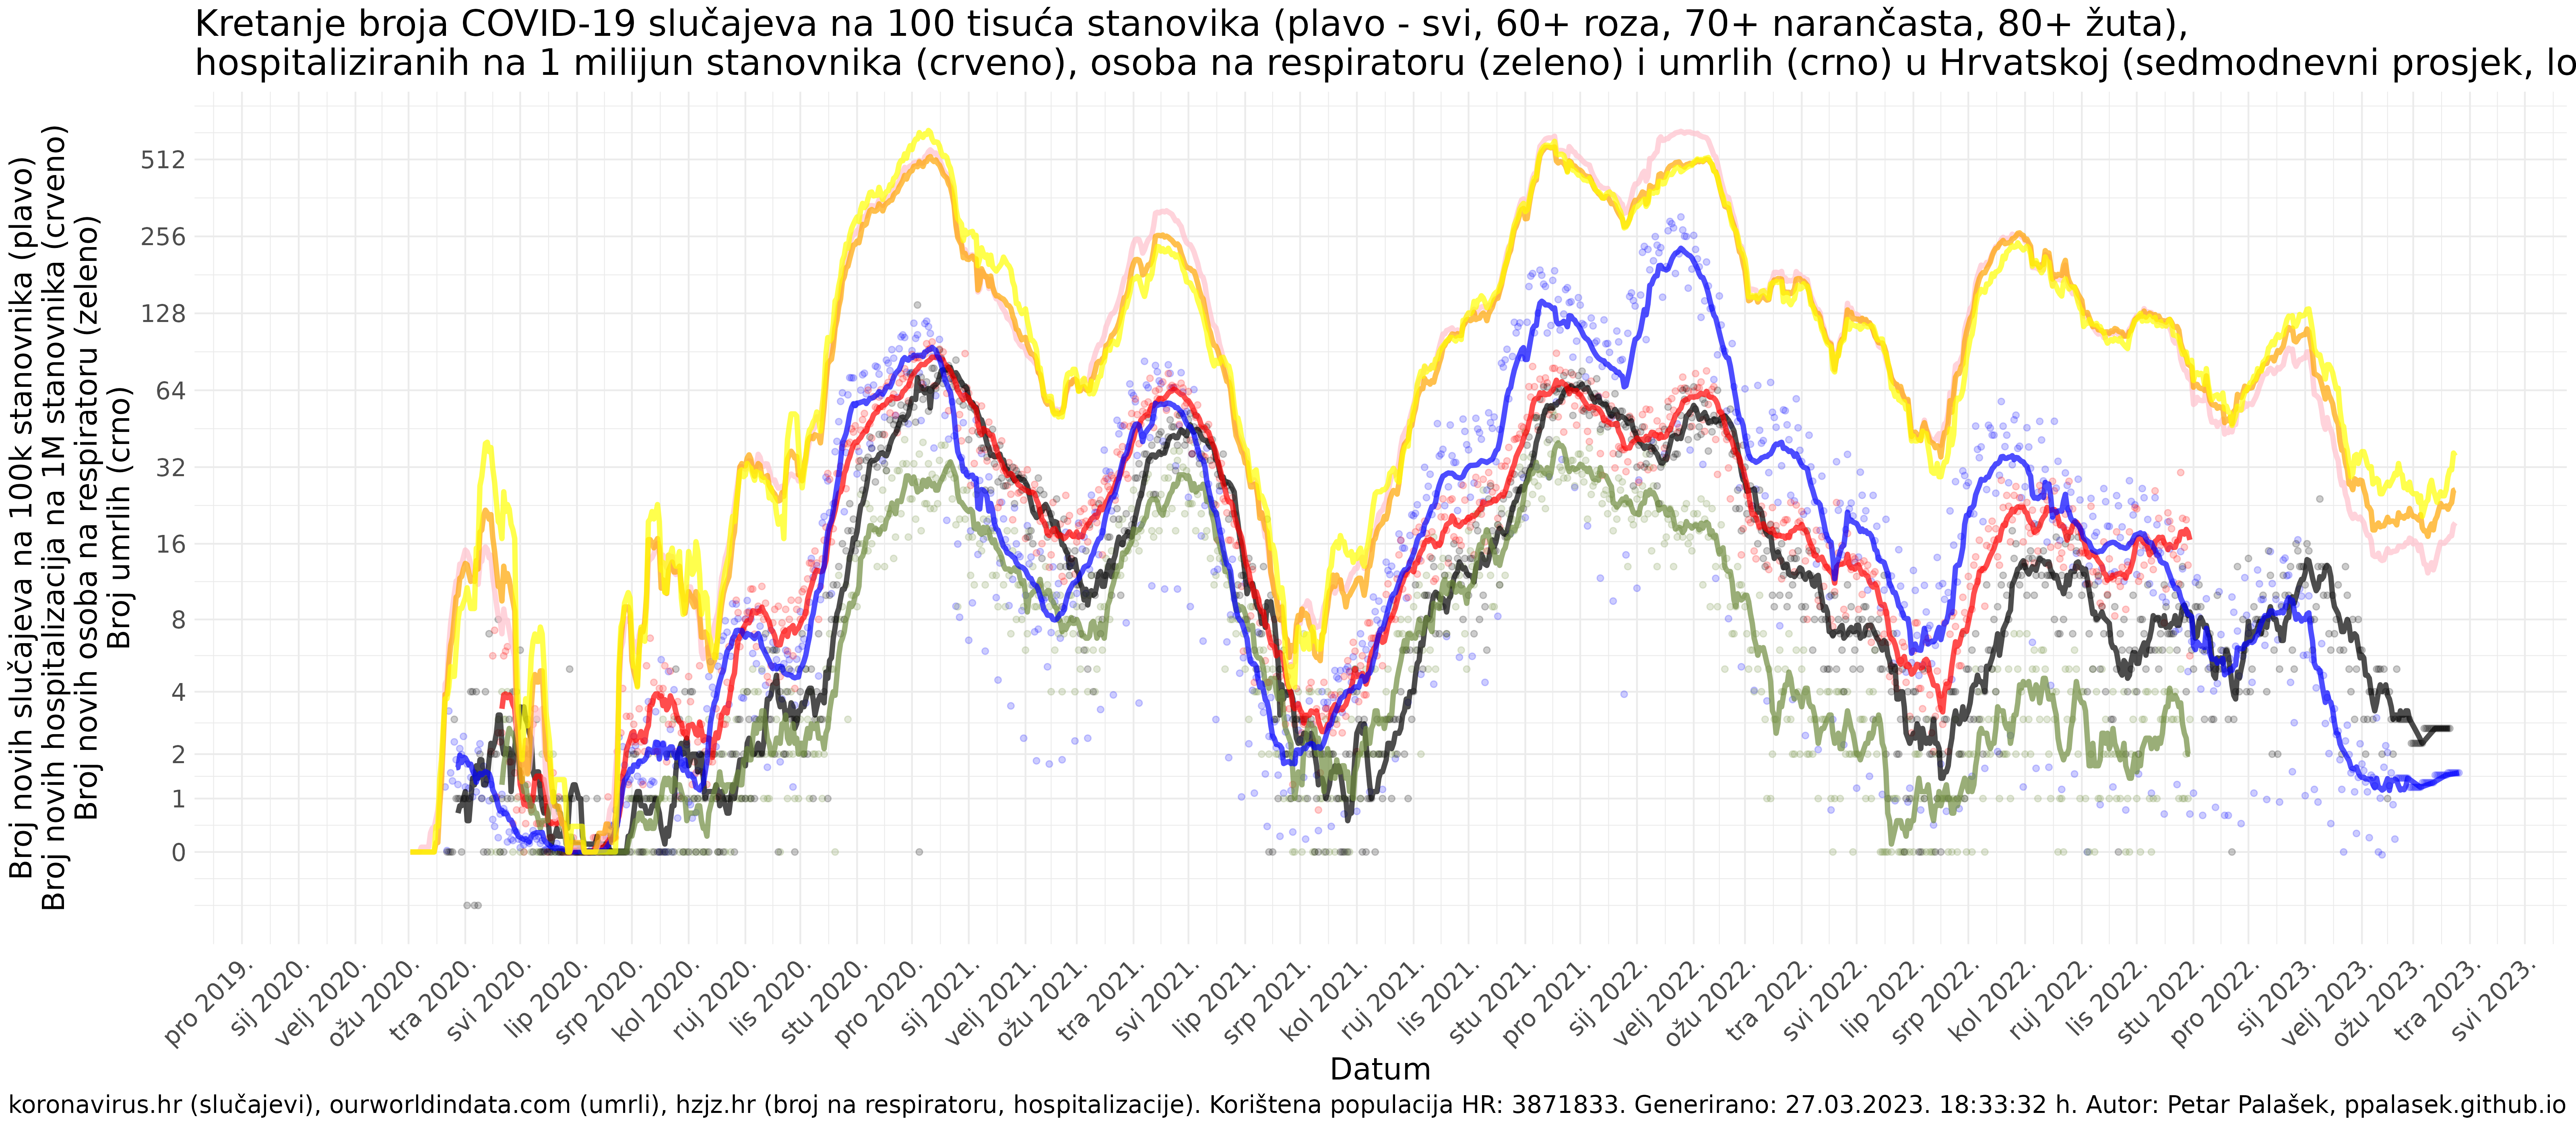 Kretanje broja COVID-19 slučajeva na 100 tisuća stanovika (plavo - svi, 60+ roza, 70+ narančasta, 80+ žuta),
hospitaliziranih na 1 milijun stanovnika (crveno), osoba na respiratoru (zeleno) i umrlih (crno) u Hrvatskoj (sedmodnevni prosjek, lo
Broj novih slučajeva na 100k stanovnika (plavo)
Broj novih hospitalizacija na 1M stanovnika (crveno)
Broj novih osoba na respiratoru (zeleno)
Broj umrlih (crno)
512
256
128
64
32
16
8
4
2
1
0
pro 2019.
sij 2020.
velj 2020.
ožu 2020.
tra 2020.
svi 2020.
lip 2020.
srp 2020.
kol 2020.
ruj 2020.
lis 2020.
stu 2020.
pro 2020.
sij 2021.
velj 2021.
ožu 2021.
tra 2021.
svi 2021.
lip 2021.
srp 2021.
kol 2021.
ruj 2021.
lis 2021.
stu 2021.
pro 2021.
sij 2022.
velj 2022.
ožu 2022.
tra 2022.
svi 2022.
lip 2022.
srp 2022.
kol 2022.
ruj 2022.
lis 2022.
stu 2022.
pro 2022.
sij 2023.
velj 2023.
ožu 2023.
tra 2023.
svi 2023.
Datum
koronavirus.hr (slučajevi), ourworldindata.com (umrli), hzjz.hr (broj na respiratoru, hospitalizacije). Korištena populacija HR: 3871833. Generirano: 27.03.2023. 18:33:32 h. Autor: Petar Palašek, ppalasek.github.io